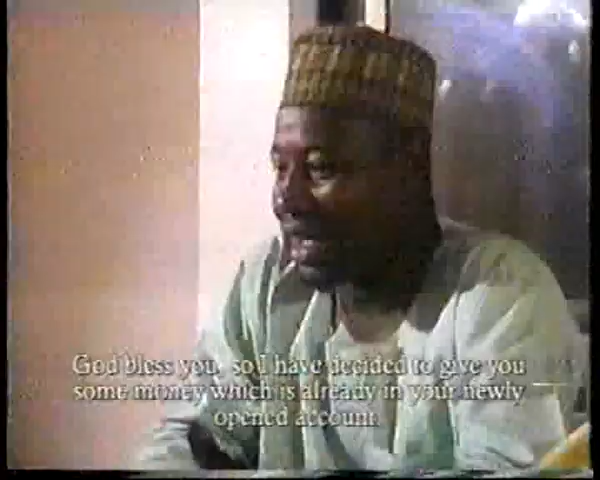 God bless you, so I have decided to give you
some money which is already in your newly
opened account.